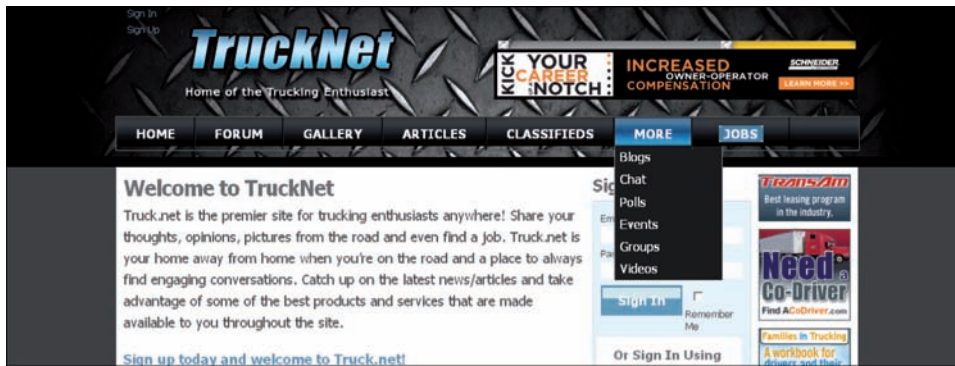 Sign In
Sign Up
TruckNet
Home of the Trucking Enthusiast
KICK YOUR
CAREER
UP A NOTCH
INCREASED
OWNER-OPERATOR
COMPENSATION
SCHNEIDER
LEARN MORE >>
HOME FORUM GALLERY ARTICLES CLASSIFIEDS MORE JOBS
Blogs
Chat
Polls
Events
Groups
Videos
Welcome to TruckNet
Truck.net is the premier site for trucking enthusiasts anywhere! Share your
thoughts, opinions, pictures from the road and even find a job. Truck.net is
your home away from home when you're on the road and a place to always
find engaging conversations. Catch up on the latest news/articles and take
advantage of some of the best products and services that are made
available to you throughout the site.
Sign up today and welcome to Truck.net!
Sign In
Remember
Me
Or Sign In Using
TRANSAM
Best leasing program
in the industry.
Need a
Co-Driver
Find ACoDriver.com
Families in Trucking
A workbook for
drivers and their